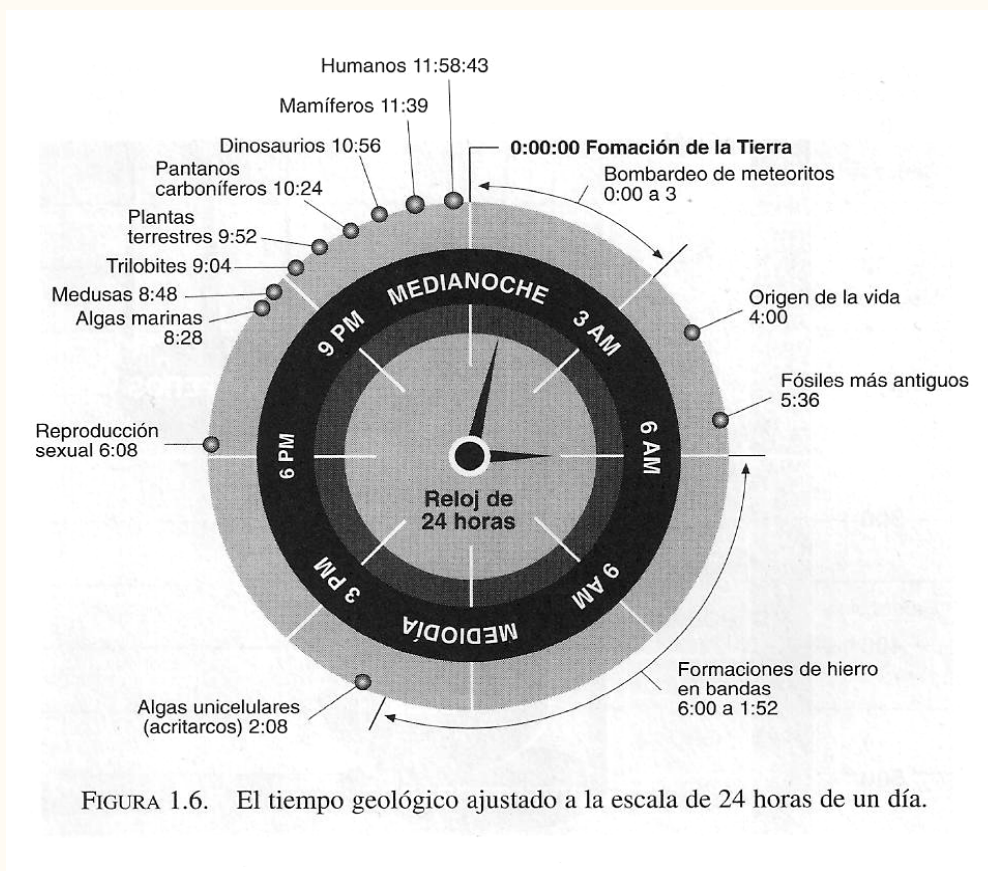 Humanos 11:58:43
Mamíferos 11:39
Dinosaurios 10:56
Pantanos
carboníferos 10:24
Plantas
terrestres 9:52
Trilobites 9:04
Medusas 8:48
Algas marinas
8:28
Reproducción
sexual 6:08
Algas unicelulares
(acritarcos) 2:08
0:00:00 Fomación de la Tierra
Bombardeo de meteoritos
0:00 a 3
Origen de la vida
4:00
Fósiles más antiguos
5:36
Formaciones de hierro
en bandas
6:00 a 1:52
MEDIANOCHE
3 AM
6 AM
9 AM
MEDIODÍA
3 PM
6 PM
9 PM
Reloj de
24 horas
FIGURA 1.6. El tiempo geológico ajustado a la escala de 24 horas de un día.